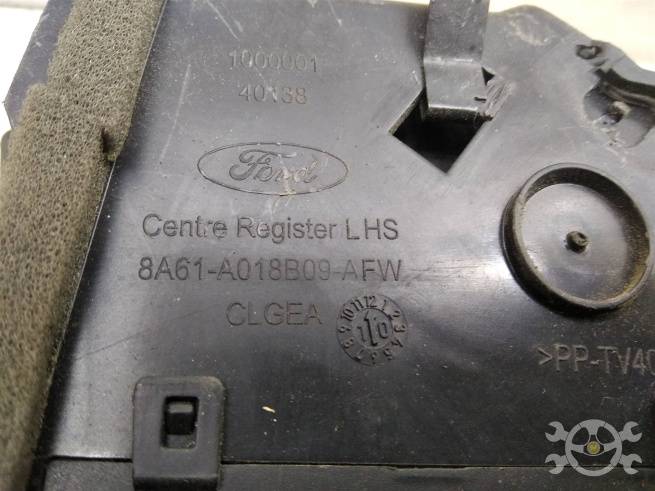 1000001
40138
Ford
Centre Register LHS
8A61-A018B09-AFW
CLGEA
>PP-TV40